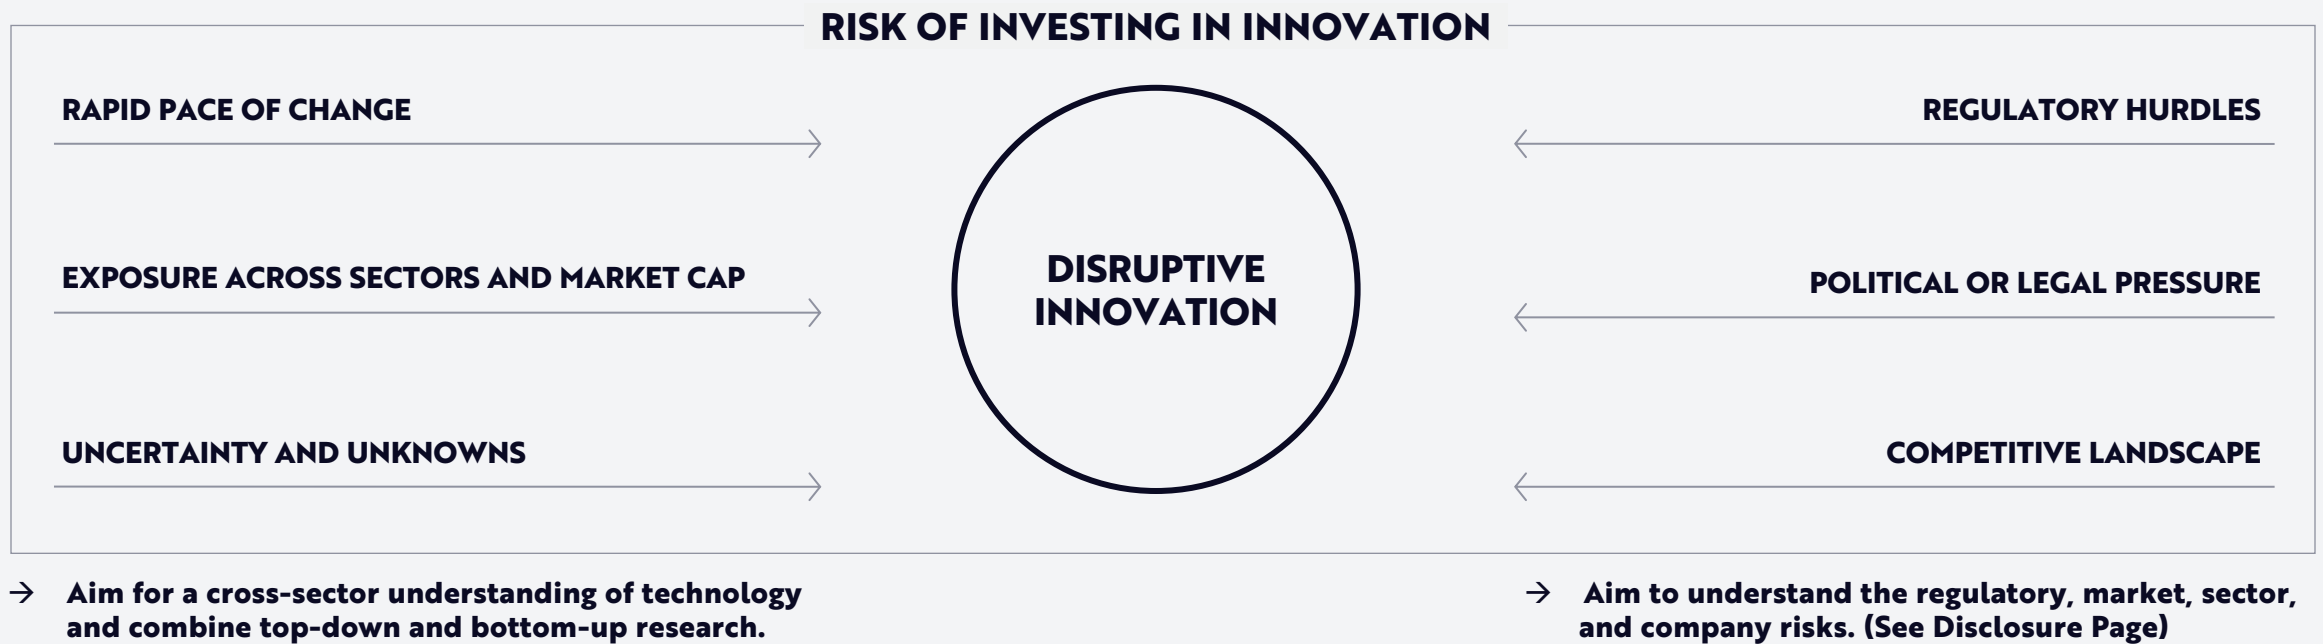 RISK OF INVESTING IN INNOVATION
RAPID PACE OF CHANGE
EXPOSURE ACROSS SECTORS AND MARKET CAP
UNCERTAINTY AND UNKNOWNS
DISRUPTIVE
INNOVATION
REGULATORY HURDLES
POLITICAL OR LEGAL PRESSURE
COMPETITIVE LANDSCAPE
→ Aim for a cross-sector understanding of technology
and combine top-down and bottom-up research.
→ Aim to understand the regulatory, market, sector,
and company risks. (See Disclosure Page)